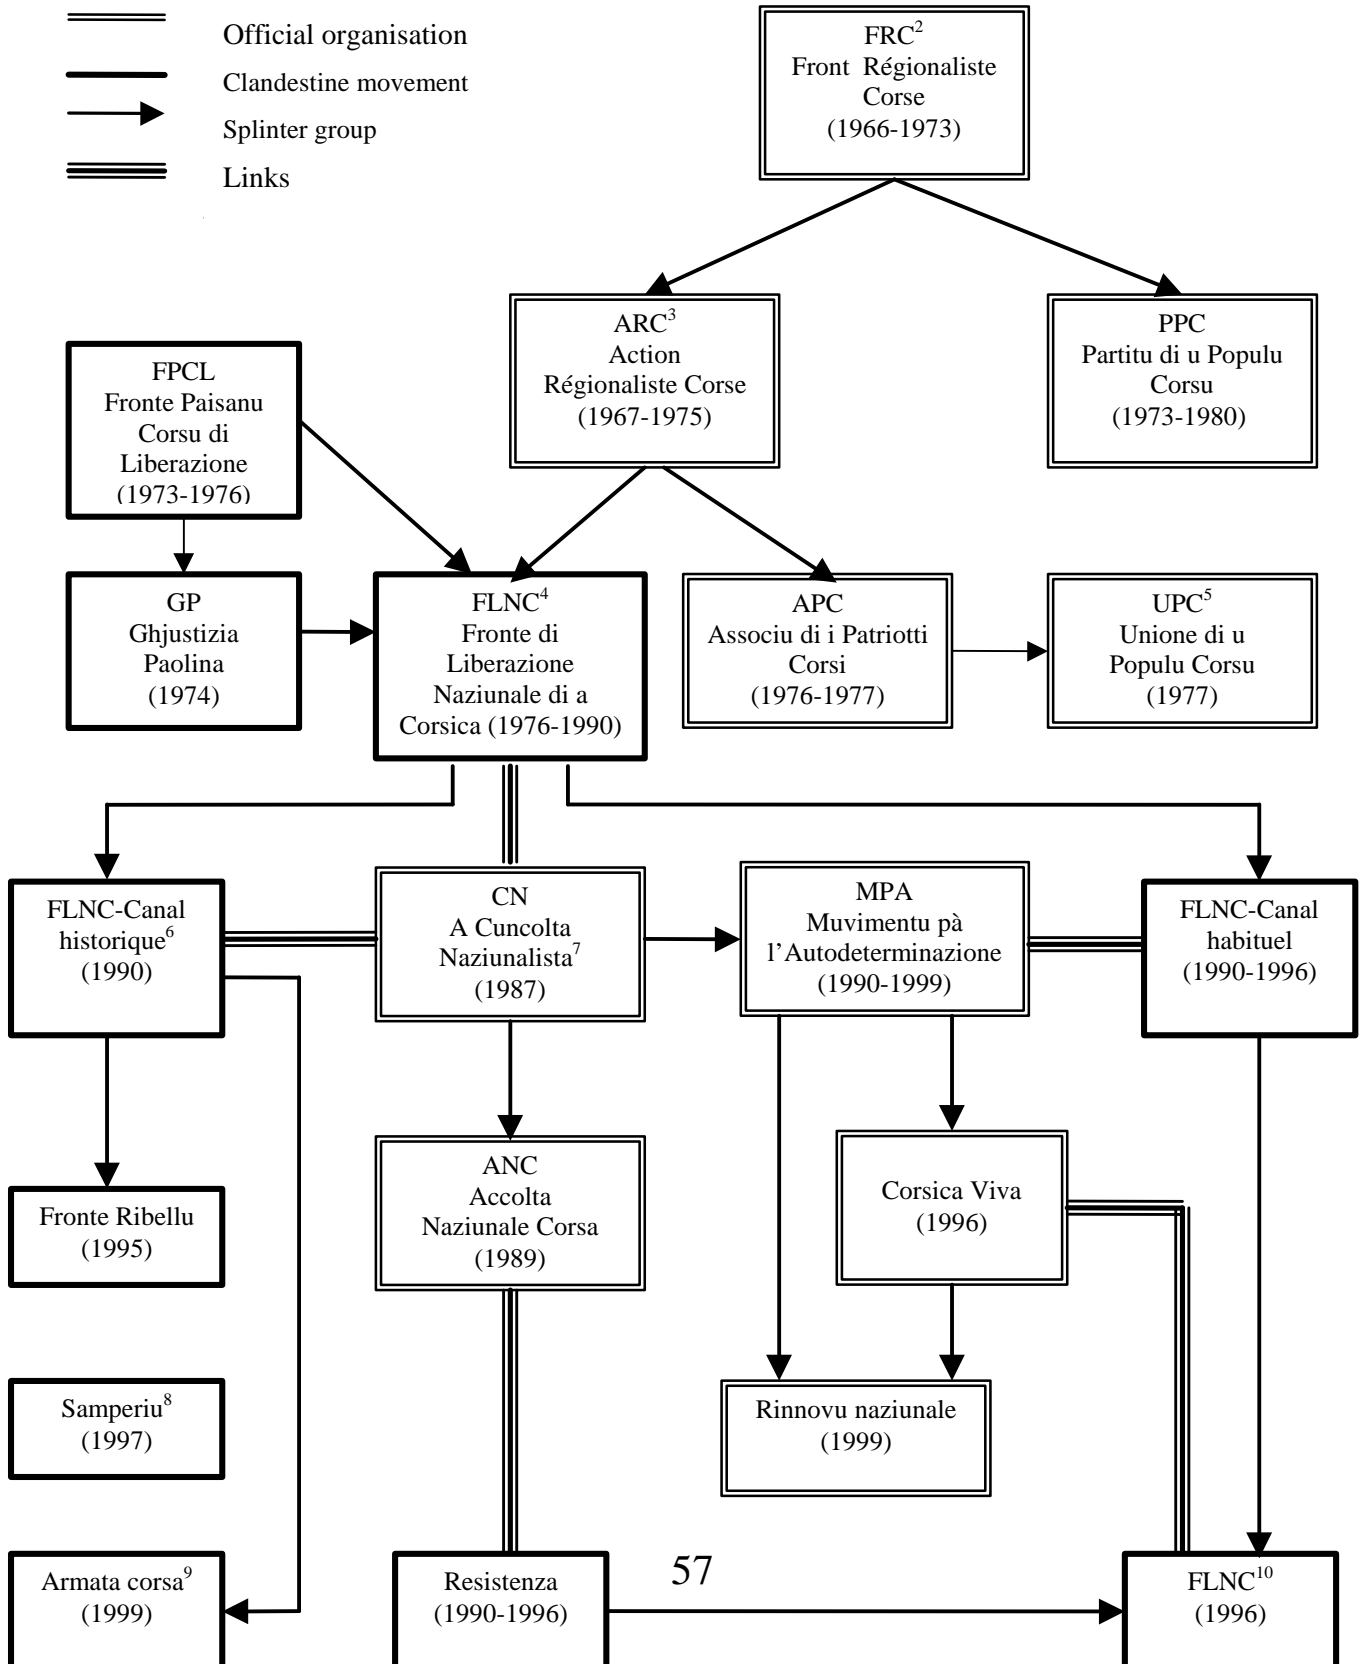 Official organisation
Clandestine movement
Splinter group
Links
FRC2
Front Régionaliste
Corse
(1966-1973)
ARC3
Action
Régionaliste Corse
(1967-1975)
PPC
Partitu di u Populu
Corsu
(1973-1980)
FPCL
Fronte Paisanu
Corsu di
Liberazione
(1973-1976)
GP
Ghjustizia
Paolina
(1974)
FLNC4
Fronte di
Liberazione
Naziunale di a
Corsica (1976-1990)
APC
Associu di i Patriotti
Corsi
(1976-1977)
UPC5
Unione di u
Populu Corsu
(1977)
FLNC-Canal
historique6
(1990)
CN
A Cuncolta
Naziunalista7
(1987)
MPA
Muvimentu pà
l'Autodeterminazione
(1990-1999)
FLNC-Canal
habituel
(1990-1996)
ANC
Accolta
Naziunale Corsa
(1989)
Corsica Viva
(1996)
Fronte Ribellu
(1995)
Samperiu8
(1997)
Rinnovu naziunale
(1999)
Armata corsa9
(1999)
Resistenza
(1990-1996)
57
FLNC10
(1996)